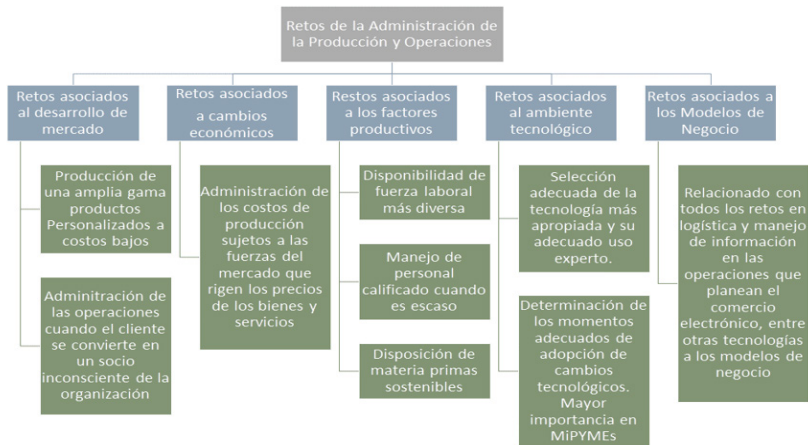 Retos de la Administración de
la Producción y Operaciones
Retos asociados
al desarrollo de
mercado
Producción de
una amplia gama
productos
Personalizados a
costos bajos
Adminitración de
las operaciones
cuando el cliente
se convierte en
un socio
inconsciente de la
organización
Retos asociados
a cambios
económicos
Administración de
los costos de
producción
sujetos a las
fuerzas del
mercado que
rigen los precios
de los bienes y
servicios
Restos asociados
a los factores
productivos
Disponibilidad de
fuerza laboral
más diversa
Manejo de
personal
calificado cuando
es escaso
Disposición de
materia primas
sostenibles
Retos asociados
al ambiente
tecnológico
Selección
adecuada de la
tecnología más
apropiada y su
adecuado uso
experto.
Determinación de
los momentos
adecuados de
adopción de
cambios
tecnológicos.
Mayor
importancia en
MiPYMEs
Retos asociados a
los Modelos de
Negocio
Relacionado con
todos los retos en
logística y manejo
de información
en las
operaciones que
planean el
comercio
electrónico, entre
otras tecnologías
a los modelos de
negocio